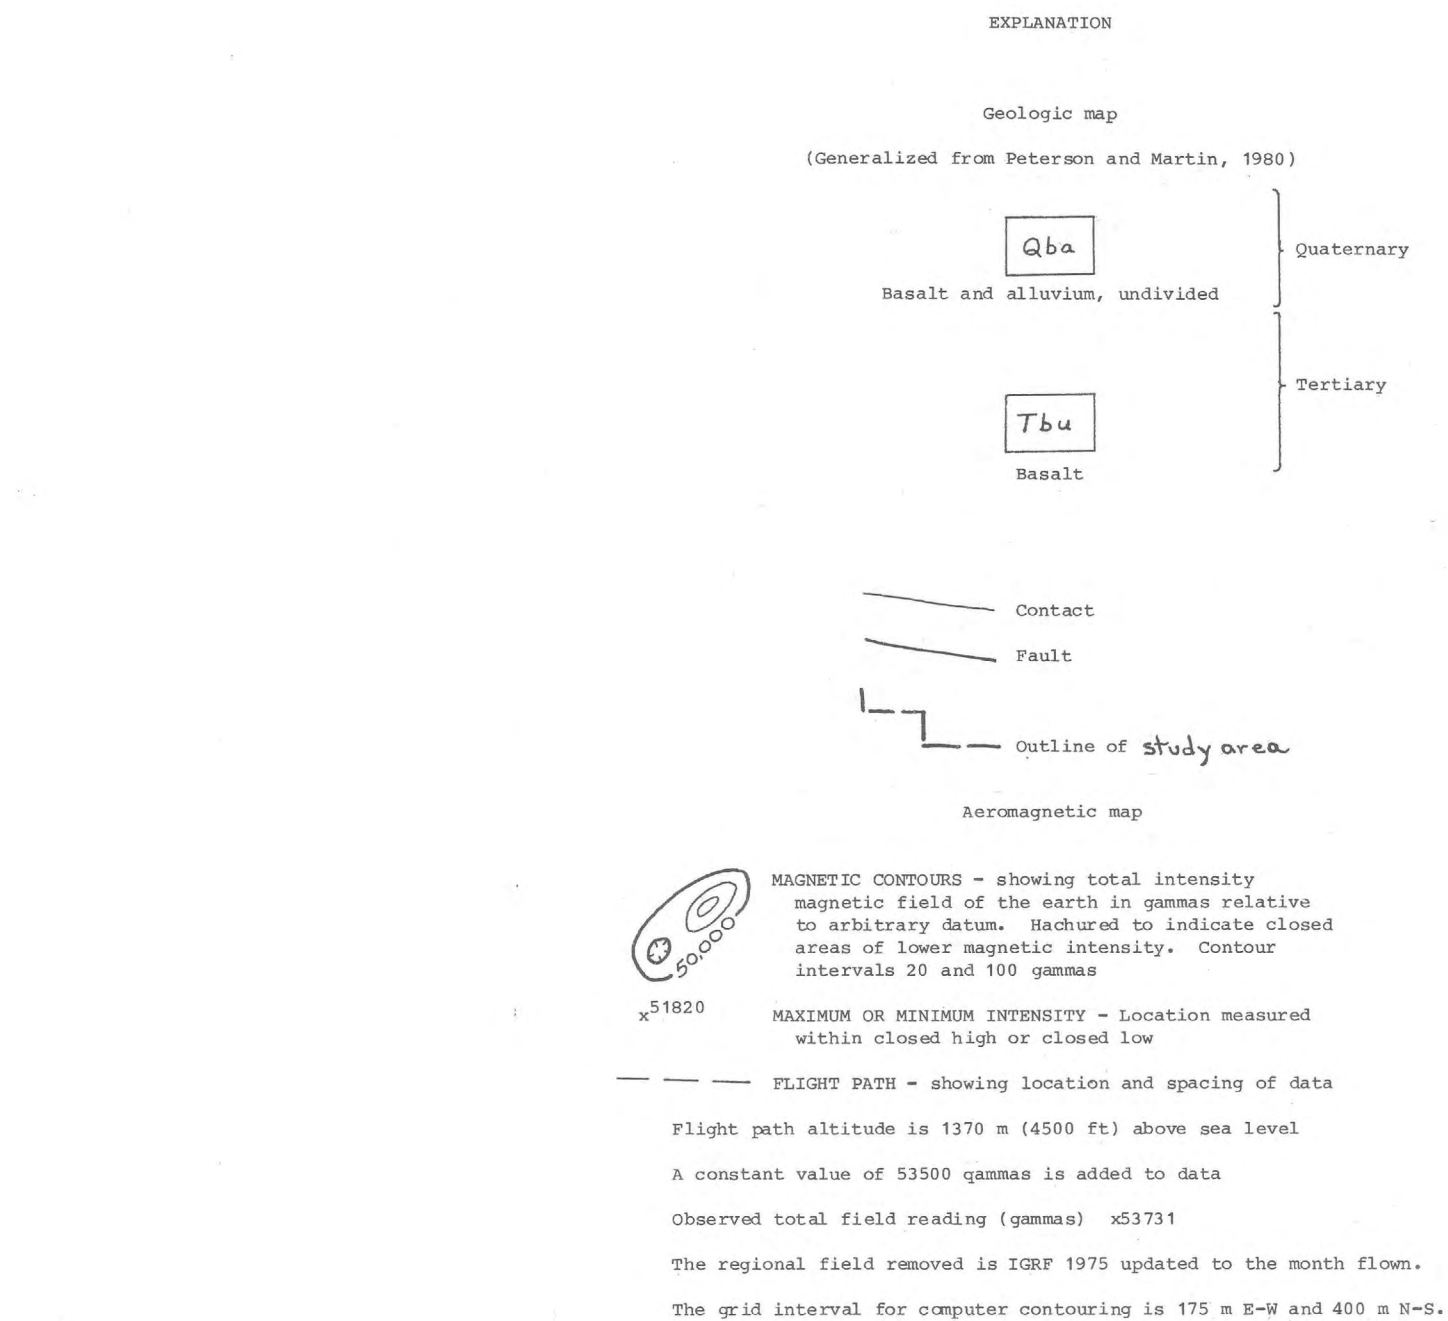 EXPLANATION
Geologic map
(Generalized from Peterson and Martin, 1980)
Qba
Quaternary
Basalt and alluvium, undivided
Tertiary
Tbu
Basalt
Contact
Fault
Outline of study area
Aeromagnetic map
MAGNETIC CONTOURS - showing total intensity
magnetic field of the earth in gammas relative
to arbitrary datum. Hachured to indicate closed
areas of lower magnetic intensity. Contour
intervals 20 and 100 gammas
50,000
x51820
MAXIMUM OR MINIMUM INTENSITY - Location measured
within closed high or closed low
FLIGHT PATH - showing location and spacing of data
Flight path altitude is 1370 m (4500 ft) above sea level
A constant value of 53500 qammas is added to data
Observed total field reading (gammas) x53731
The regional field removed is IGRF 1975 updated to the month flown.
The grid interval for computer contouring is 175 m E-W and 400 m N-S.